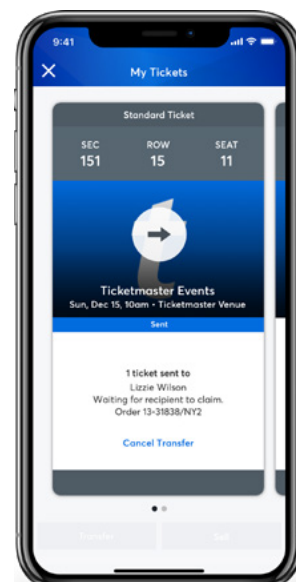 9:41
My Tickets
Standard Ticket
SEC ROW SEAT
151 15 11
Ticketmaster Events
Sun, Dec 15, 10am • Ticketmaster Venue
Sent
1 ticket sent to
Lizzie Wilson
Waiting for recipient to claim.
Order 13-31838/NY2
Cancel Transfer
Transfer Sell